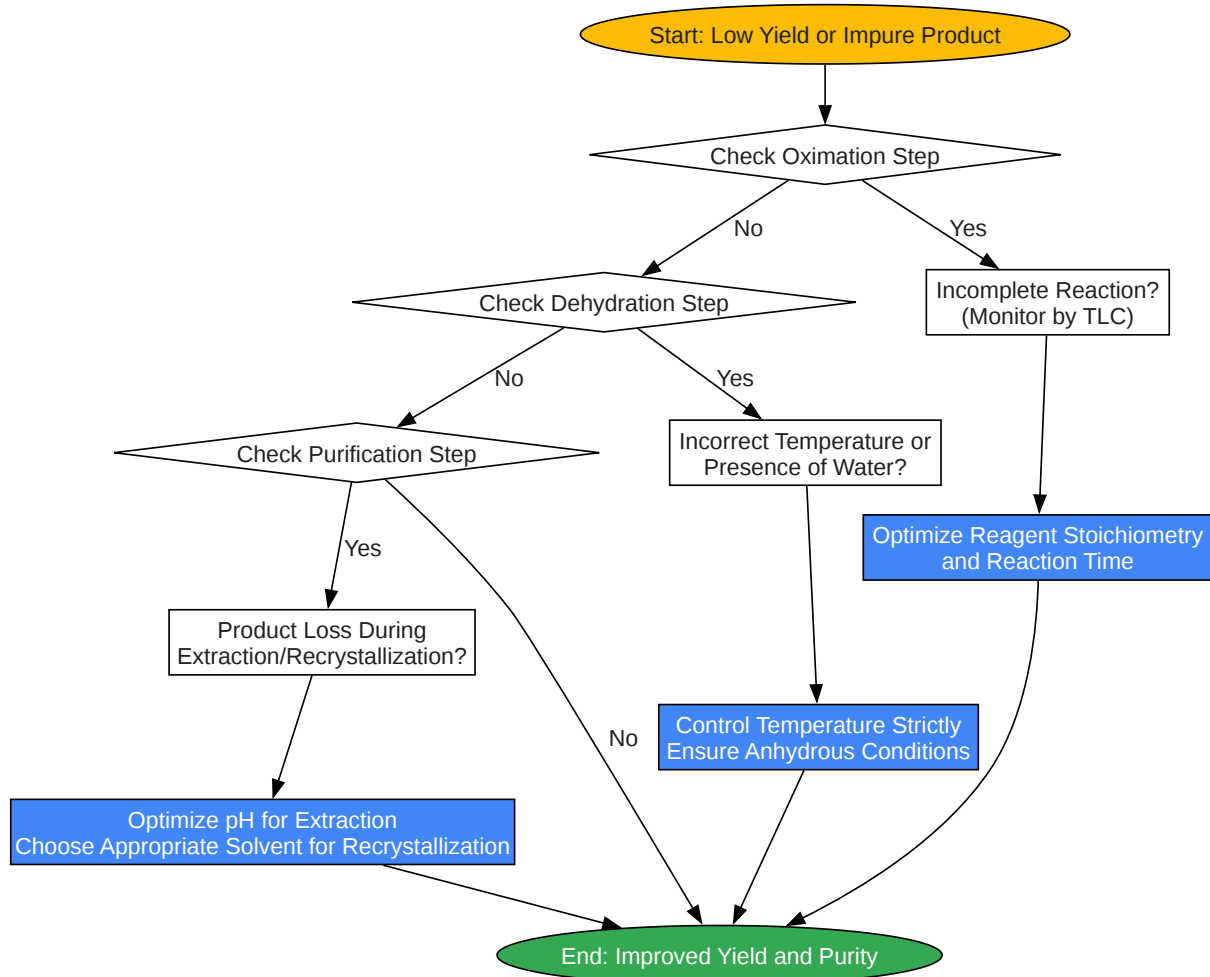 Start: Low Yield or Impure Product
Check Oximation Step
No
Yes
Check Dehydration Step
Incomplete Reaction?
(Monitor by TLC)
No
Yes
Check Purification Step
Incorrect Temperature or
Presence of Water?
Optimize Reagent Stoichiometry
and Reaction Time
Yes
Product Loss During
Extraction/Recrystallization?
No
Control Temperature Strictly
Ensure Anhydrous Conditions
Optimize pH for Extraction
Choose Appropriate Solvent for Recrystallization
End: Improved Yield and Purity